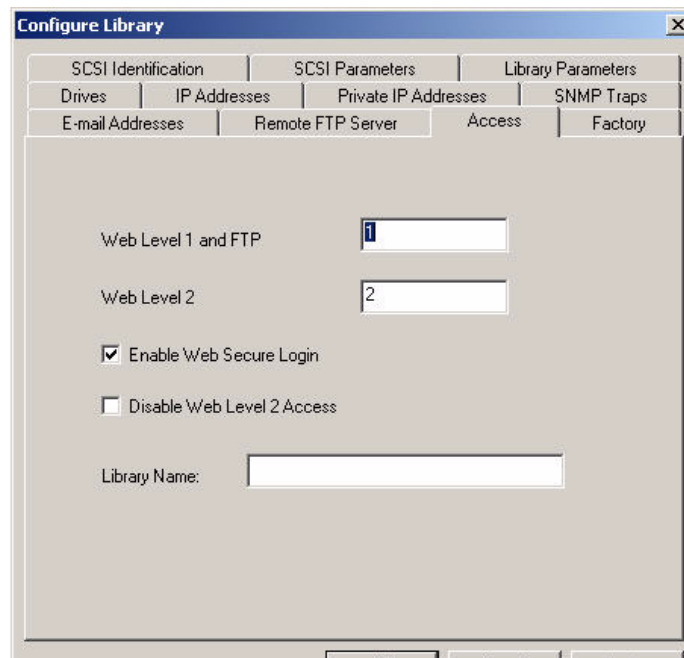 Configure Library
SCSI Identification SCSI Parameters Library Parameters
Drives IP Addresses Private IP Addresses SNMP Traps
E-mail Addresses Remote FTP Server Access Factory
Web Level 1 and FTP 1
Web Level 2 2
Enable Web Secure Login
Disable Web Level 2 Access
Library Name: